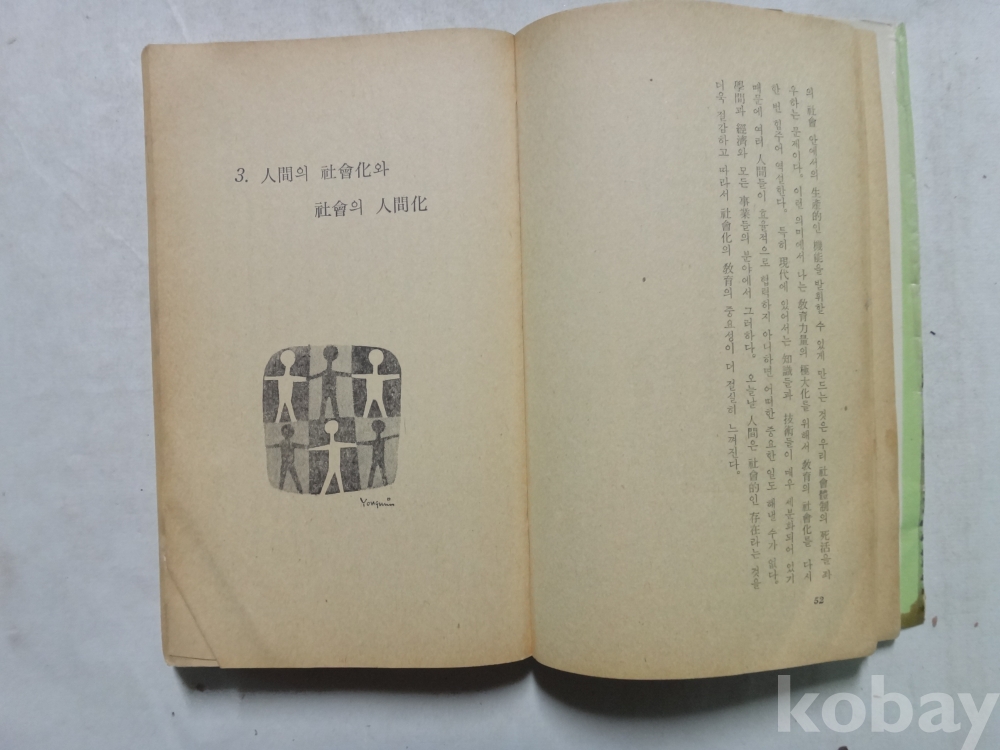 의 社會 안에서의 生產的인 機能을 발휘할 수 있게 만드는 것은 우리 社會體制의 死活을 좌
우하는 문제이다. 이런 의미에서 나는 敎育力量의 極大化를 위해서 敎育의 社會化를 다시
한 번 힘주어 역설한다. 특히 現代에 있어서는 知識들과 技術들이 매우 세분화되어 있기
때문에 여러 人間들이 효율적으로 협력하지 아니하면 어떠한 중요한 일도 해낼 수가 없다.
學問과 經濟와 모든 事業들의 분야에서 그러하다. 오늘날 人間은 社會的인 存在라는 것을
더욱 절감하고 따라서 社會化의 敎育의 중요성이 더 절실히 느껴진다.
52
3. 人間의 社會化와
社會의 人間化
kobay